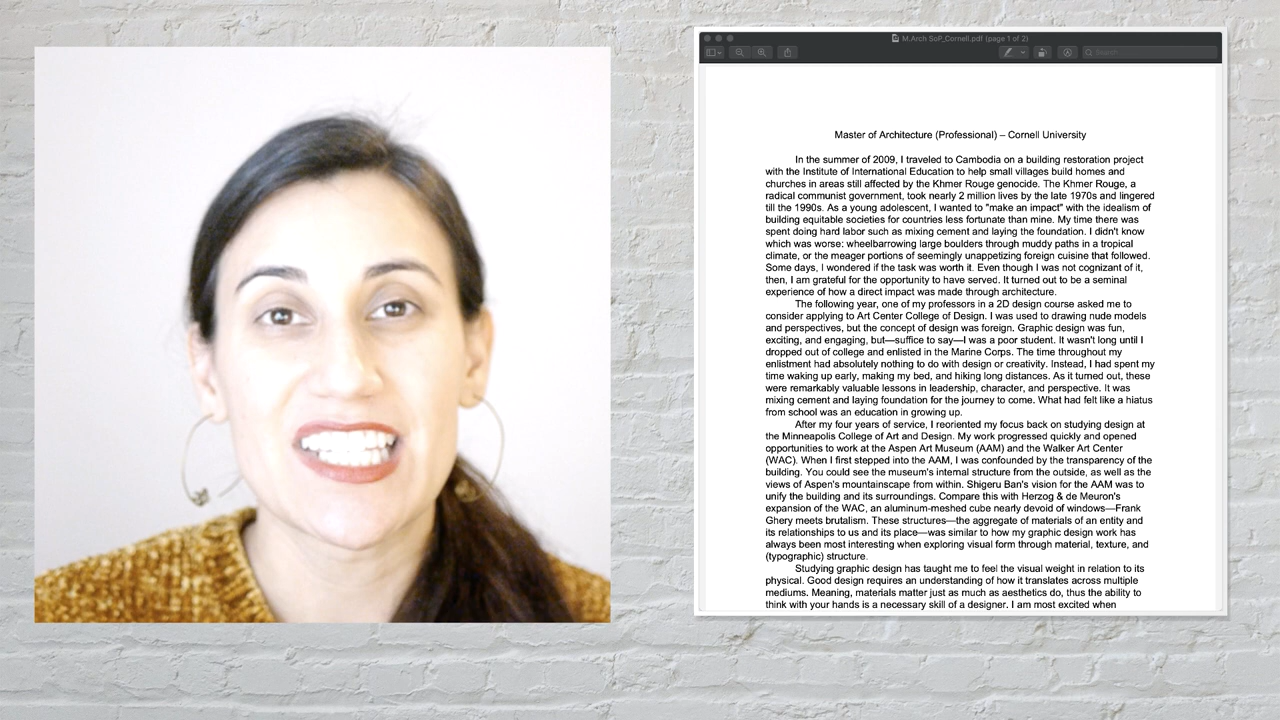 M.Arch SoP_Cornell.pdf (page 1 of 2)
Search
Master of Architecture (Professional) – Cornell University
In the summer of 2009, I traveled to Cambodia on a building restoration project
with the Institute of International Education to help small villages build homes and
churches in areas still affected by the Khmer Rouge genocide. The Khmer Rouge, a
radical communist government, took nearly 2 million lives by the late 1970s and lingered
till the 1990s. As a young adolescent, I wanted to "make an impact" with the idealism of
building equitable societies for countries less fortunate than mine. My time there was
spent doing hard labor such as mixing cement and laying the foundation. I didn't know
which was worse: wheelbarrowing large boulders through muddy paths in a tropical
climate, or the meager portions of seemingly unappetizing foreign cuisine that followed.
Some days, I wondered if the task was worth it. Even though I was not cognizant of it,
then, I am grateful for the opportunity to have served. It turned out to be a seminal
experience of how a direct impact was made through architecture.
The following year, one of my professors in a 2D design course asked me to
consider applying to Art Center College of Design. I was used to drawing nude models
and perspectives, but the concept of design was foreign. Graphic design was fun,
exciting, and engaging, but—suffice to say—I was a poor student. It wasn't long until I
dropped out of college and enlisted in the Marine Corps. The time throughout my
enlistment had absolutely nothing to do with design or creativity. Instead, I had spent my
time waking up early, making my bed, and hiking long distances. As it turned out, these
were remarkably valuable lessons in leadership, character, and perspective. It was
mixing cement and laying foundation for the journey to come. What had felt like a hiatus
from school was an education in growing up.
After my four years of service, I reoriented my focus back on studying design at
the Minneapolis College of Art and Design. My work progressed quickly and opened
opportunities to work at the Aspen Art Museum (AAM) and the Walker Art Center
(WAC). When I first stepped into the AAM, I was confounded by the transparency of the
building. You could see the museum's internal structure from the outside, as well as the
views of Aspen's mountainscape from within. Shigeru Ban's vision for the AAM was to
unify the building and its surroundings. Compare this with Herzog & de Meuron's
expansion of the WAC, an aluminum-meshed cube nearly devoid of windows—Frank
Ghery meets brutalism. These structures—the aggregate of materials of an entity and
its relationships to us and its place—was similar to how my graphic design work has
always been most interesting when exploring visual form through material, texture, and
(typographic) structure.
Studying graphic design has taught me to feel the visual weight in relation to its
physical. Good design requires an understanding of how it translates across multiple
mediums. Meaning, materials matter just as much as aesthetics do, thus the ability to
think with your hands is a necessary skill of a designer. I am most excited when